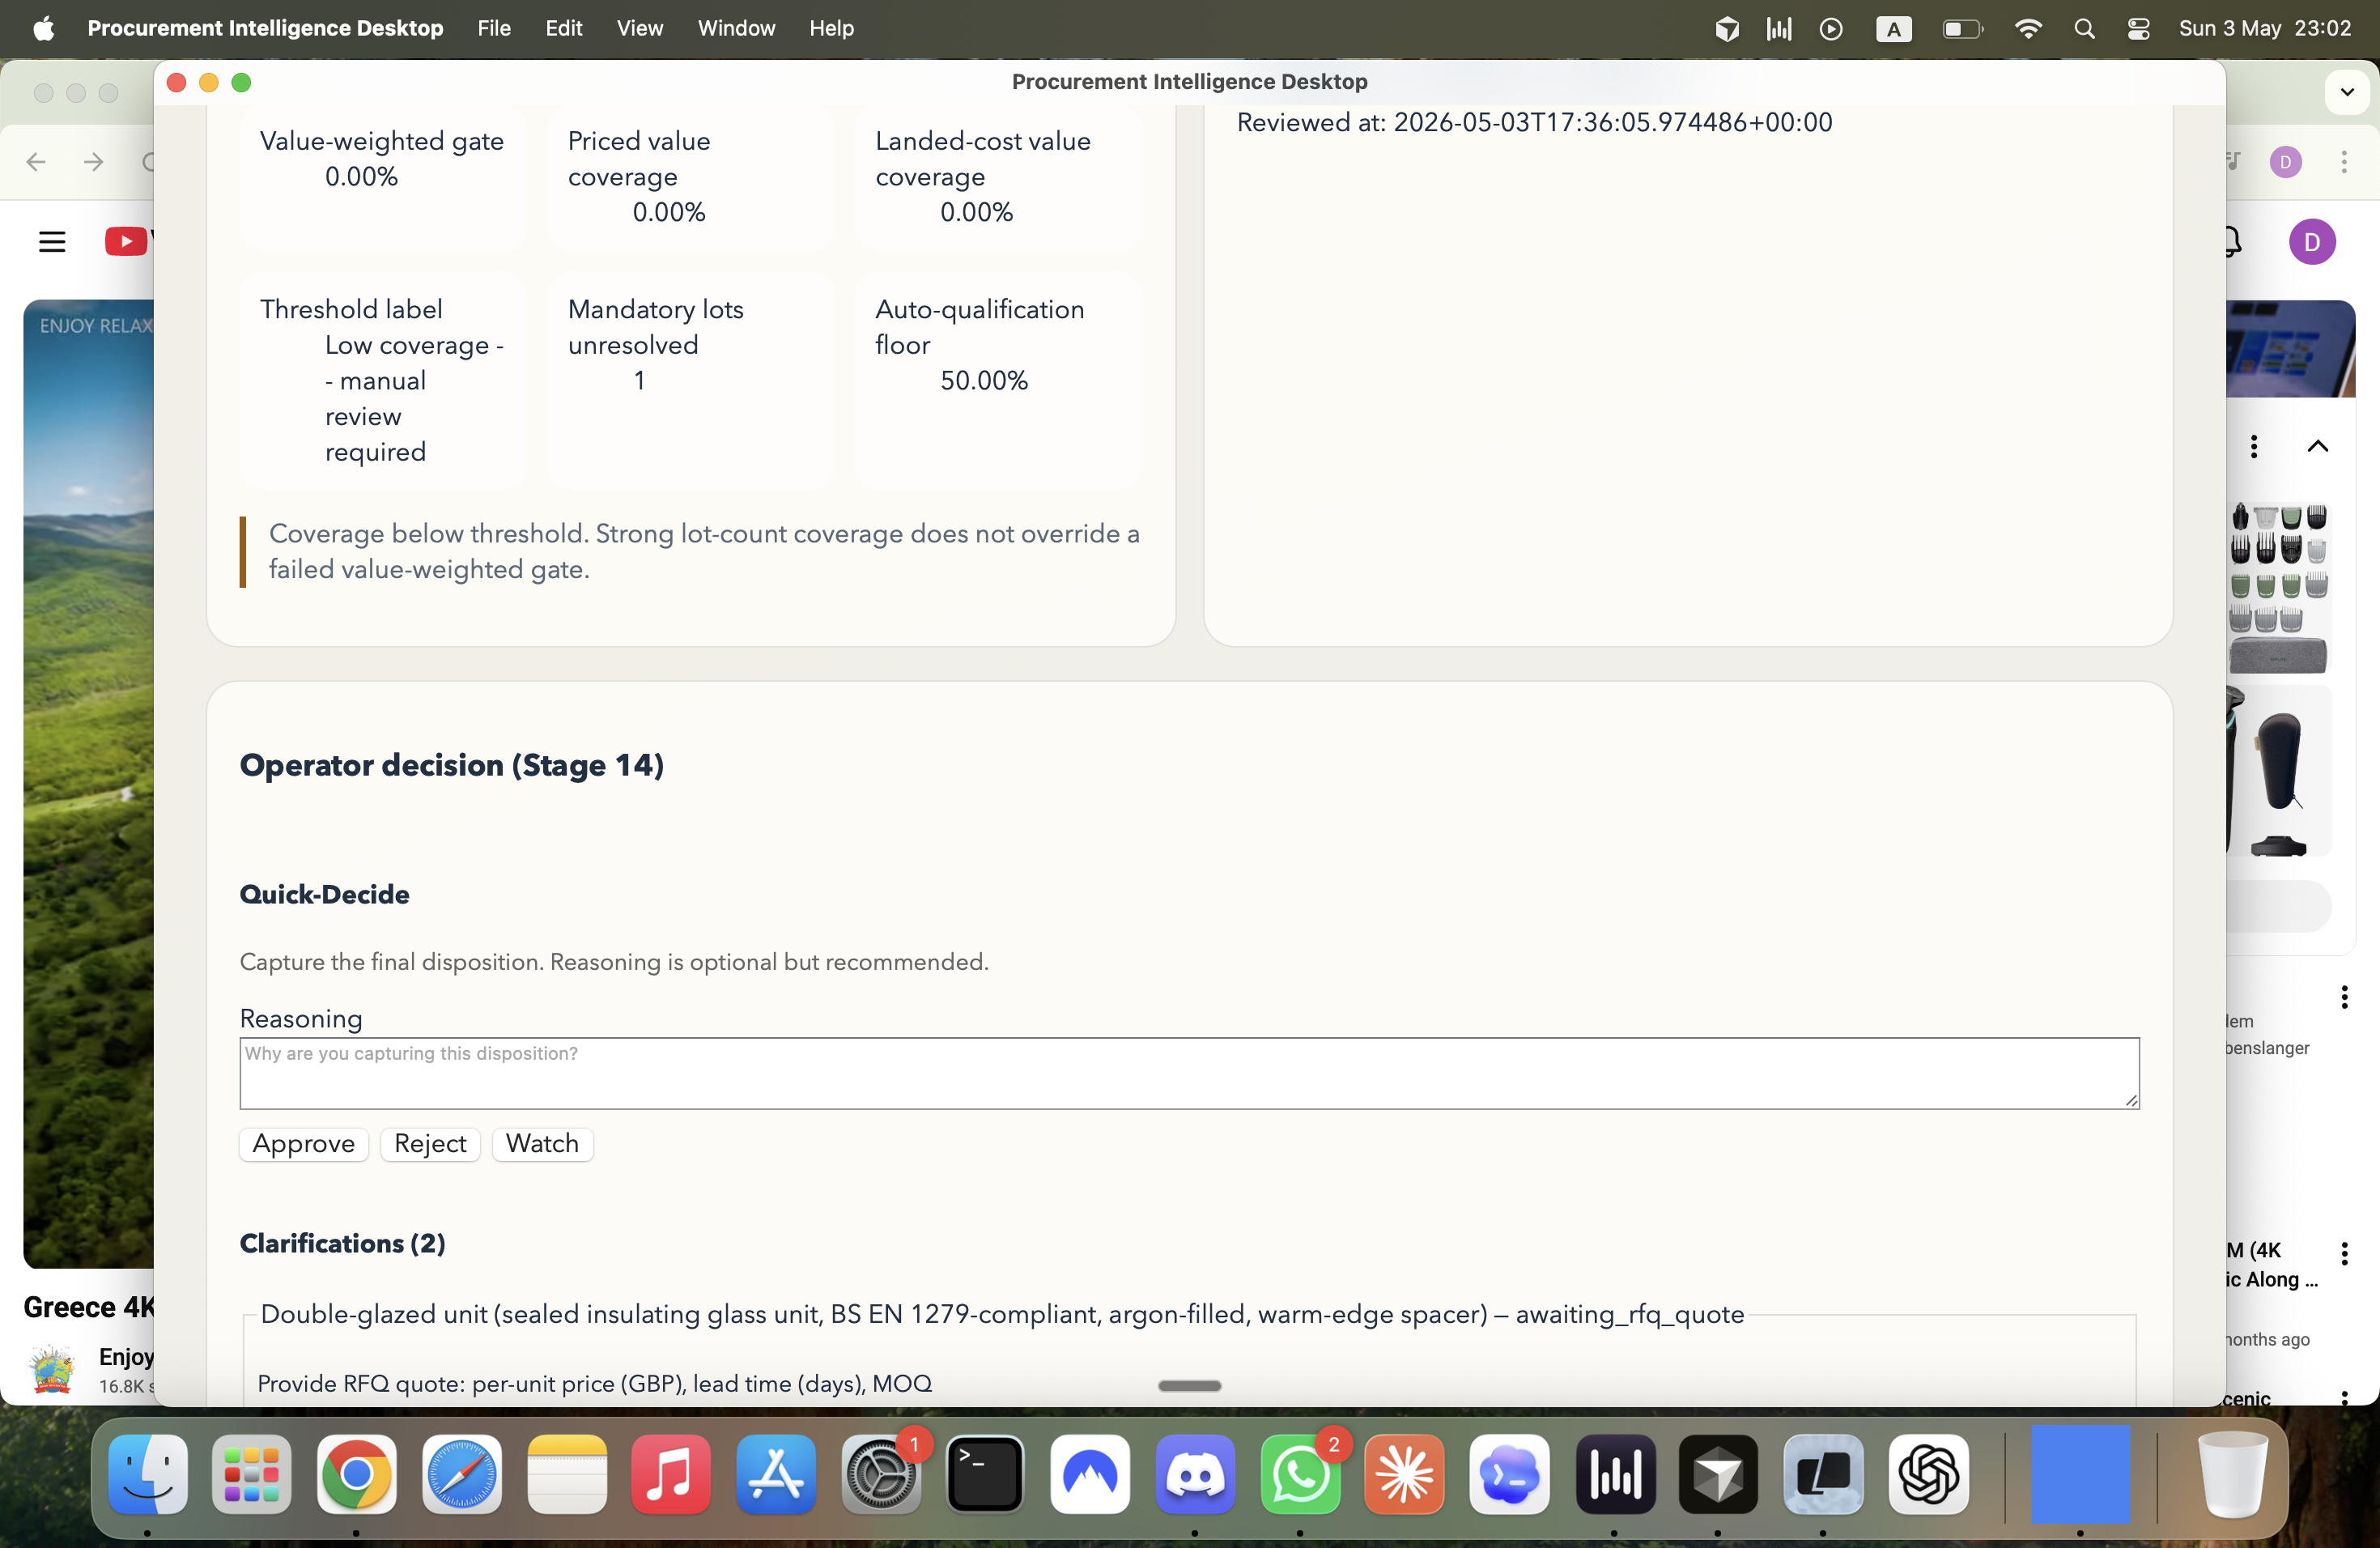 Procurement Intelligence Desktop File Edit View Window Help
A Sun 3 May 23:02
Procurement Intelligence Desktop
Value-weighted gate
0.00%
Priced value
coverage
0.00%
Landed-cost value
coverage
0.00%
Threshold label
Low coverage -
- manual
review
required
Mandatory lots
unresolved
1
Auto-qualification
floor
50.00%
Coverage below threshold. Strong lot-count coverage does not override a
failed value-weighted gate.
Reviewed at: 2026-05-03T17:36:05.974486+00:00
Operator decision (Stage 14)
Quick-Decide
Capture the final disposition. Reasoning is optional but recommended.
Reasoning
Why are you capturing this disposition?
Approve Reject Watch
Clarifications (2)
Double-glazed unit (sealed insulating glass unit, BS EN 1279-compliant, argon-filled, warm-edge spacer) – awaiting_rfq_quote
Provide RFQ quote: per-unit price (GBP), lead time (days), MOQ
ENJOY RELAX
Greece 4K
Enjoy
16.8K
D
D
M (4K
ic Along ...
1
2